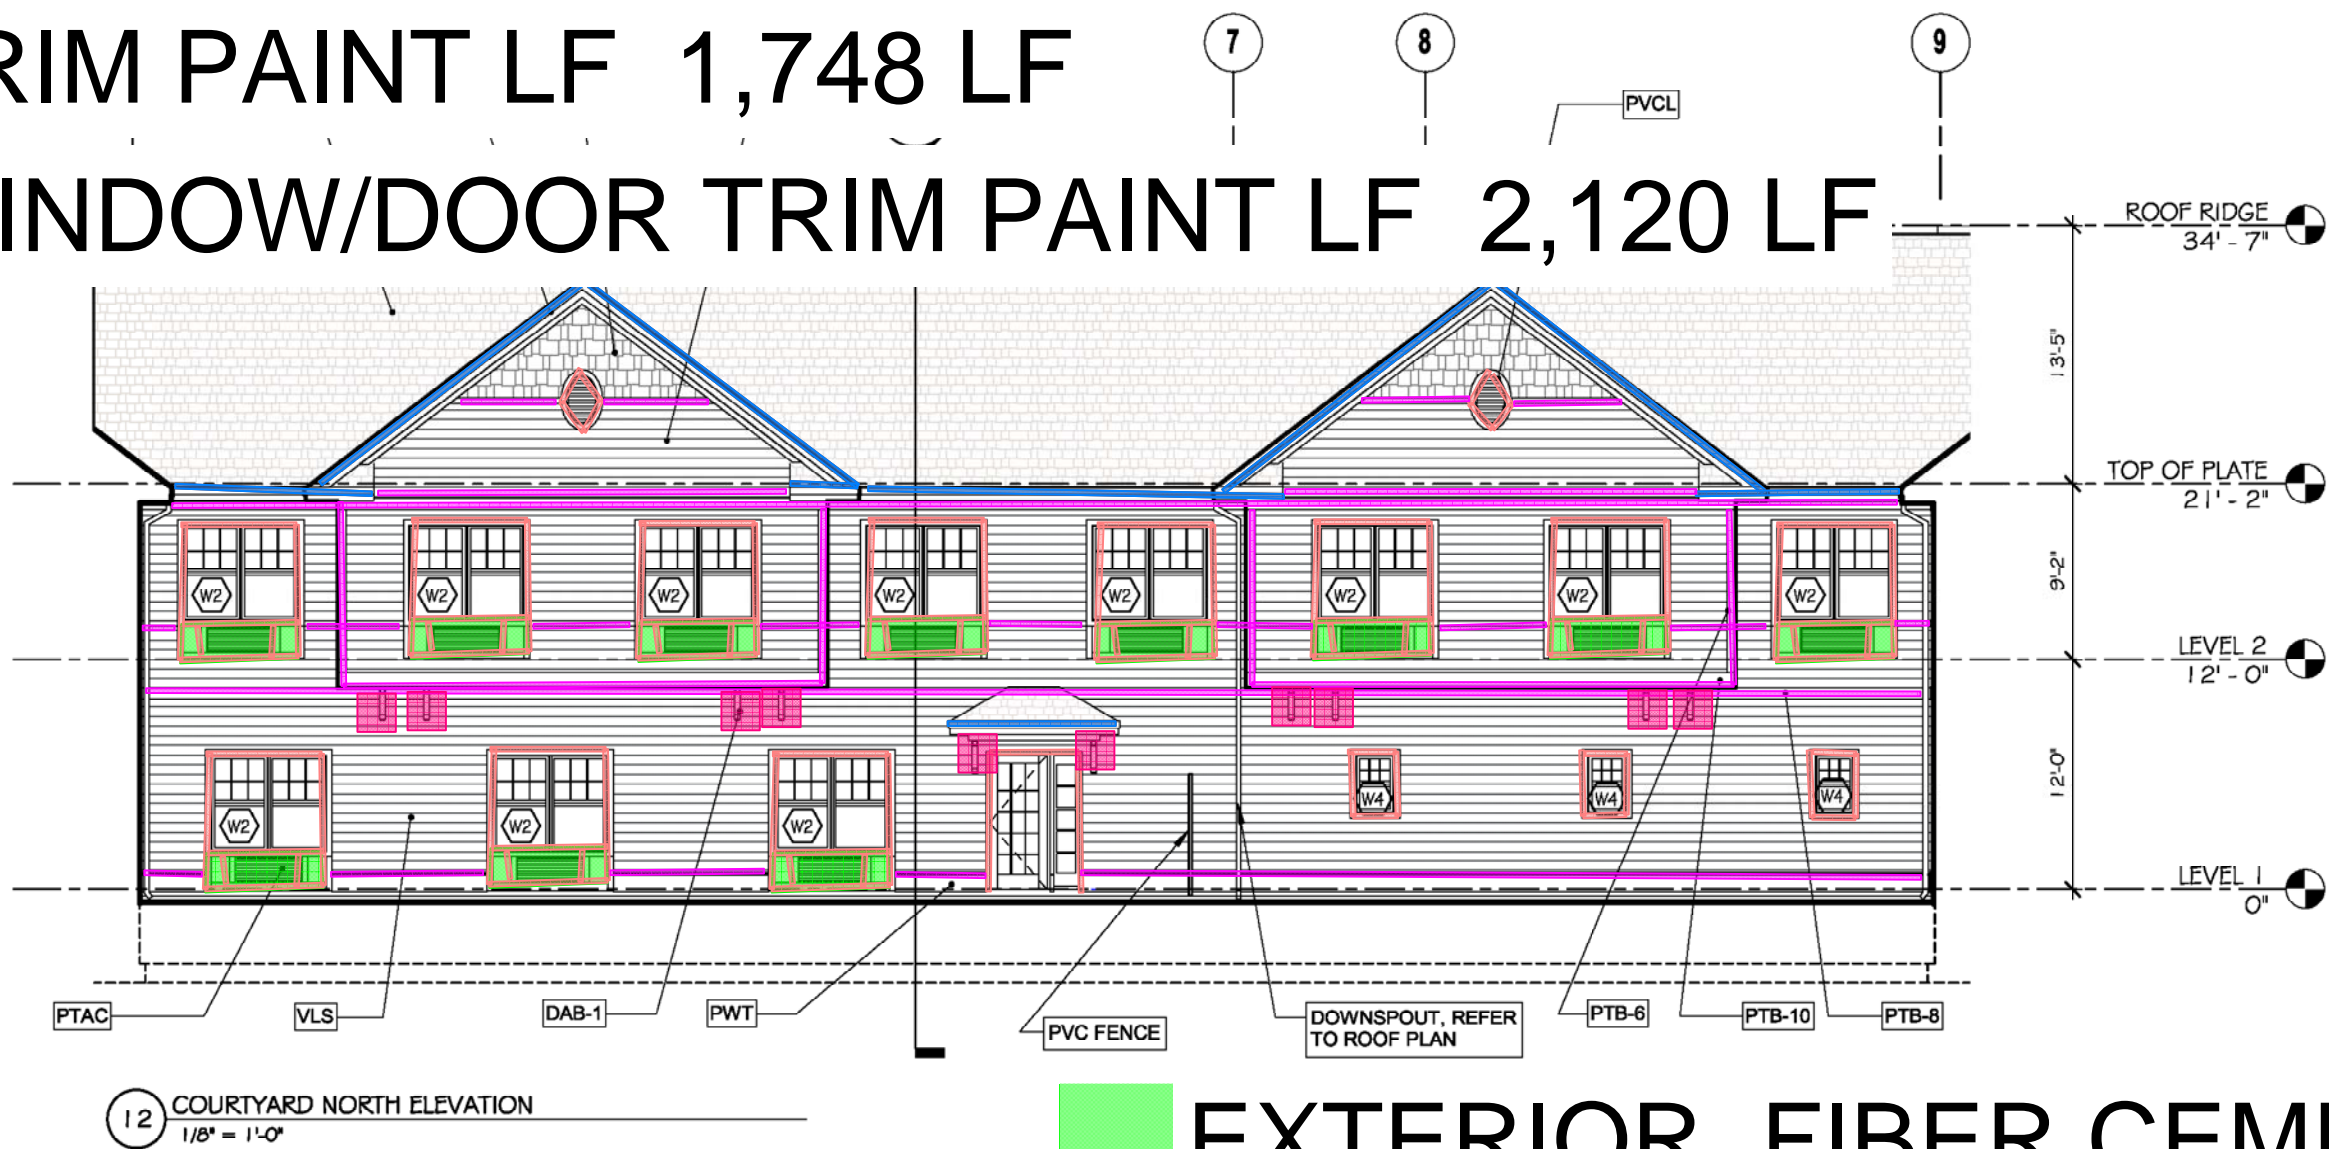 RIM PAINT LF 1,748 LF
7
8
9
PVCL
INDOW/DOOR TRIM PAINT LF 2,120 LF
ROOF RIDGE
34' - 7"
13'-5"
TOP OF PLATE
21' - 2"
W2
W2
W2
W2
W2
W2
W2
W2
9'-2"
LEVEL 2
12' - 0"
12'-0"
W2
W2
W2
W4
W4
W4
LEVEL 1
0"
PTAC
VLS
DAB-1
PWT
PVC FENCE
DOWNSPOUT, REFER
TO ROOF PLAN
PTB-6
PTB-10
PTB-8
12
COURTYARD NORTH ELEVATION
1/8" = 1'-0"
EXTERIOR FIBER CEM